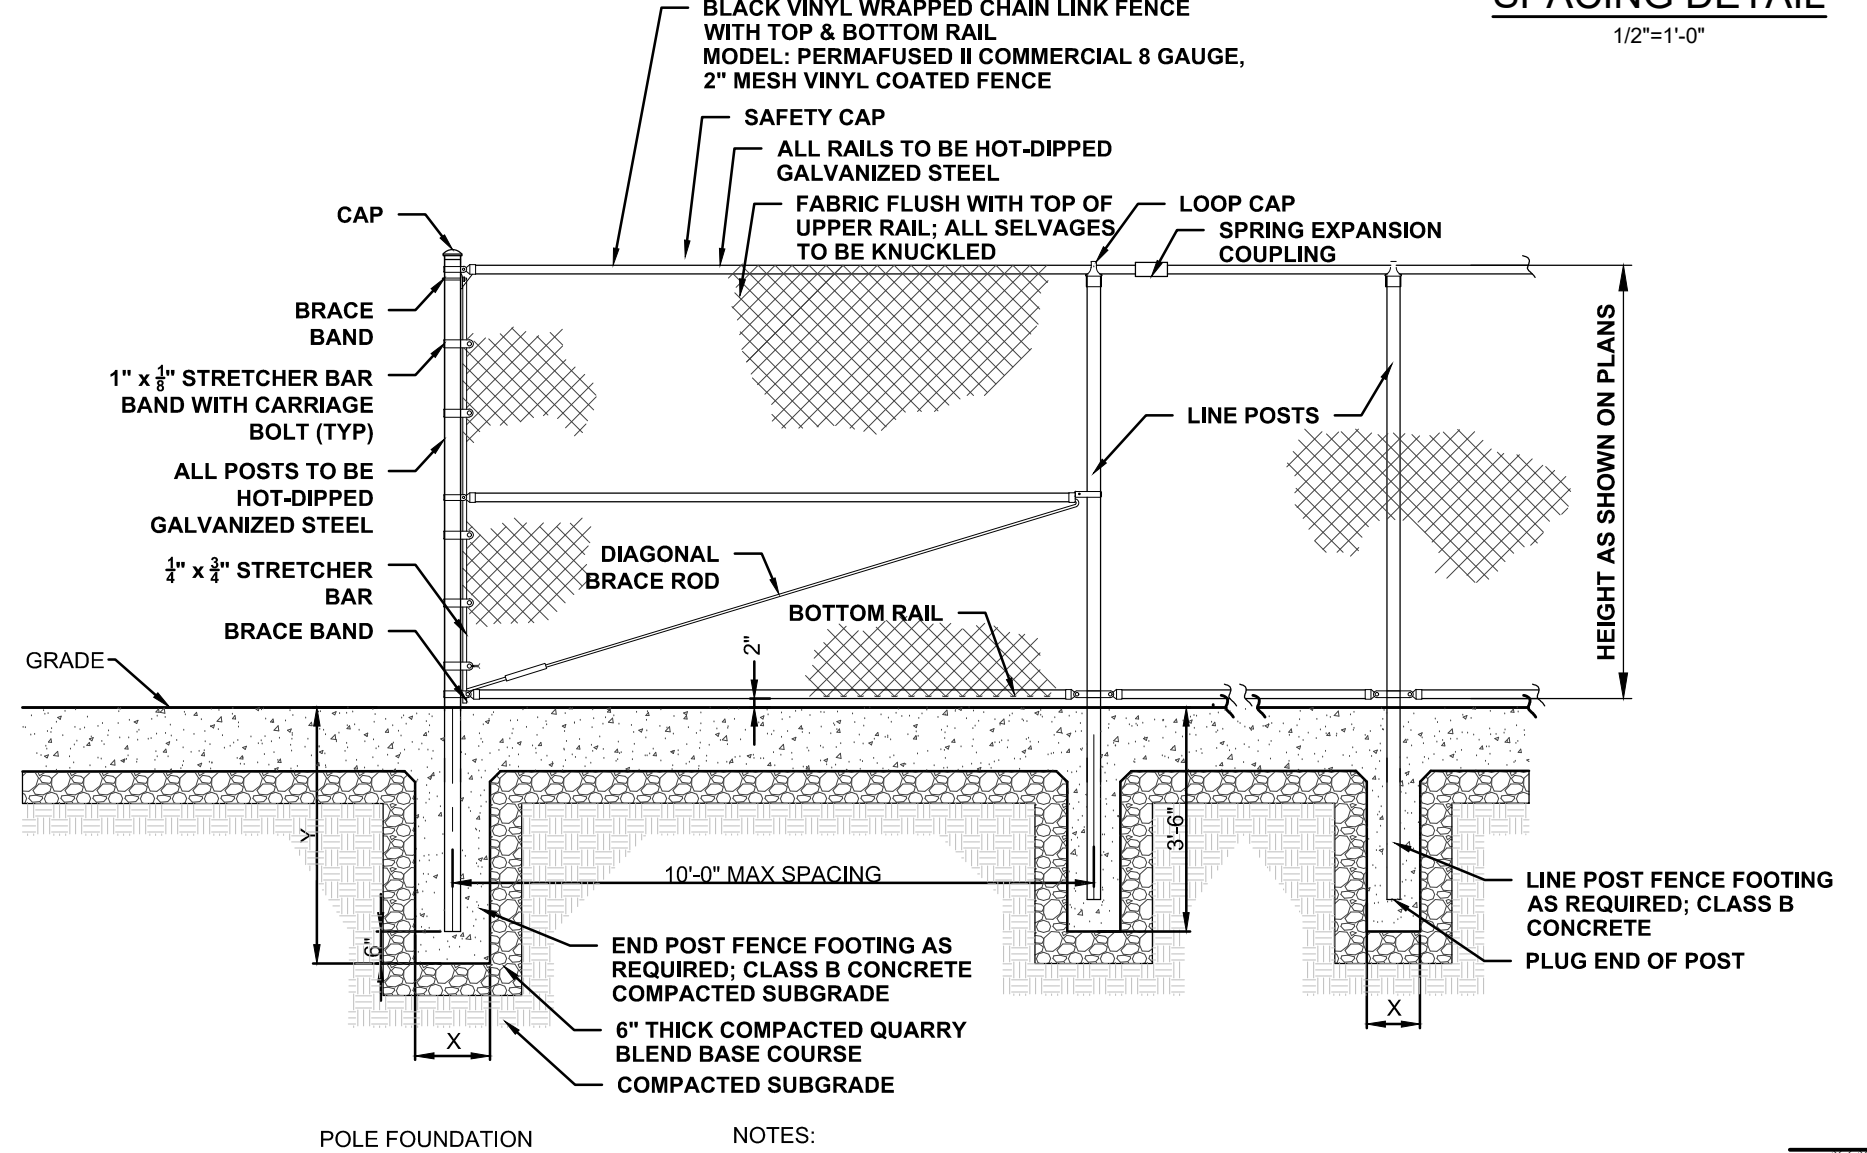 SPACING DETAIL
1/2"=1'-0"
BLACK VINYL WRAPPED CHAIN LINK FENCE
WITH TOP & BOTTOM RAIL
MODEL: PERMAFUSED II COMMERCIAL 8 GAUGE,
2" MESH VINYL COATED FENCE
SAFETY CAP
ALL RAILS TO BE HOT-DIPPED
GALVANIZED STEEL
FABRIC FLUSH WITH TOP OF
UPPER RAIL; ALL SELVAGES
TO BE KNUCKLED
LOOP CAP
SPRING EXPANSION
COUPLING
CAP
BRACE
BAND
1" x 1/8" STRETCHER BAR
BAND WITH CARRIAGE
BOLT (TYP)
ALL POSTS TO BE
HOT-DIPPED
GALVANIZED STEEL
1/4" x 3/4" STRETCHER
BAR
BRACE BAND
GRADE
LINE POSTS
DIAGONAL
BRACE ROD
BOTTOM RAIL
2"
HEIGHT AS SHOWN ON PLANS
Y
6"
X
10'-0" MAX SPACING
3'-6"
X
END POST FENCE FOOTING AS
REQUIRED; CLASS B CONCRETE
COMPACTED SUBGRADE
6" THICK COMPACTED QUARRY
BLEND BASE COURSE
COMPACTED SUBGRADE
LINE POST FENCE FOOTING
AS REQUIRED; CLASS B
CONCRETE
PLUG END OF POST
POLE FOUNDATION
NOTES: